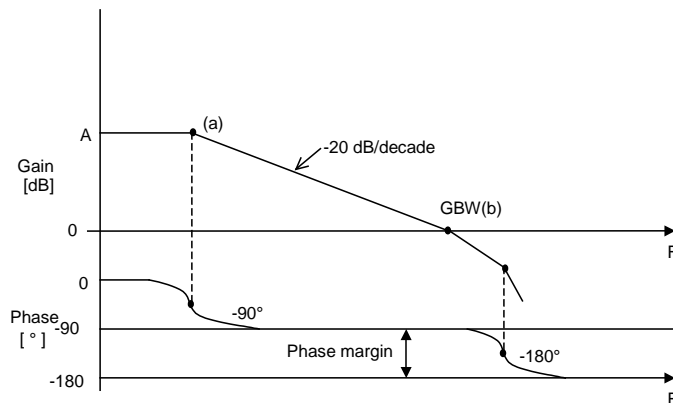 (a)
A
-20 dB/decade
Gain
[dB]
GBW(b)
0
F
0
-90°
Phase
-90
[ ° ]
Phase margin
-180°
-180
F